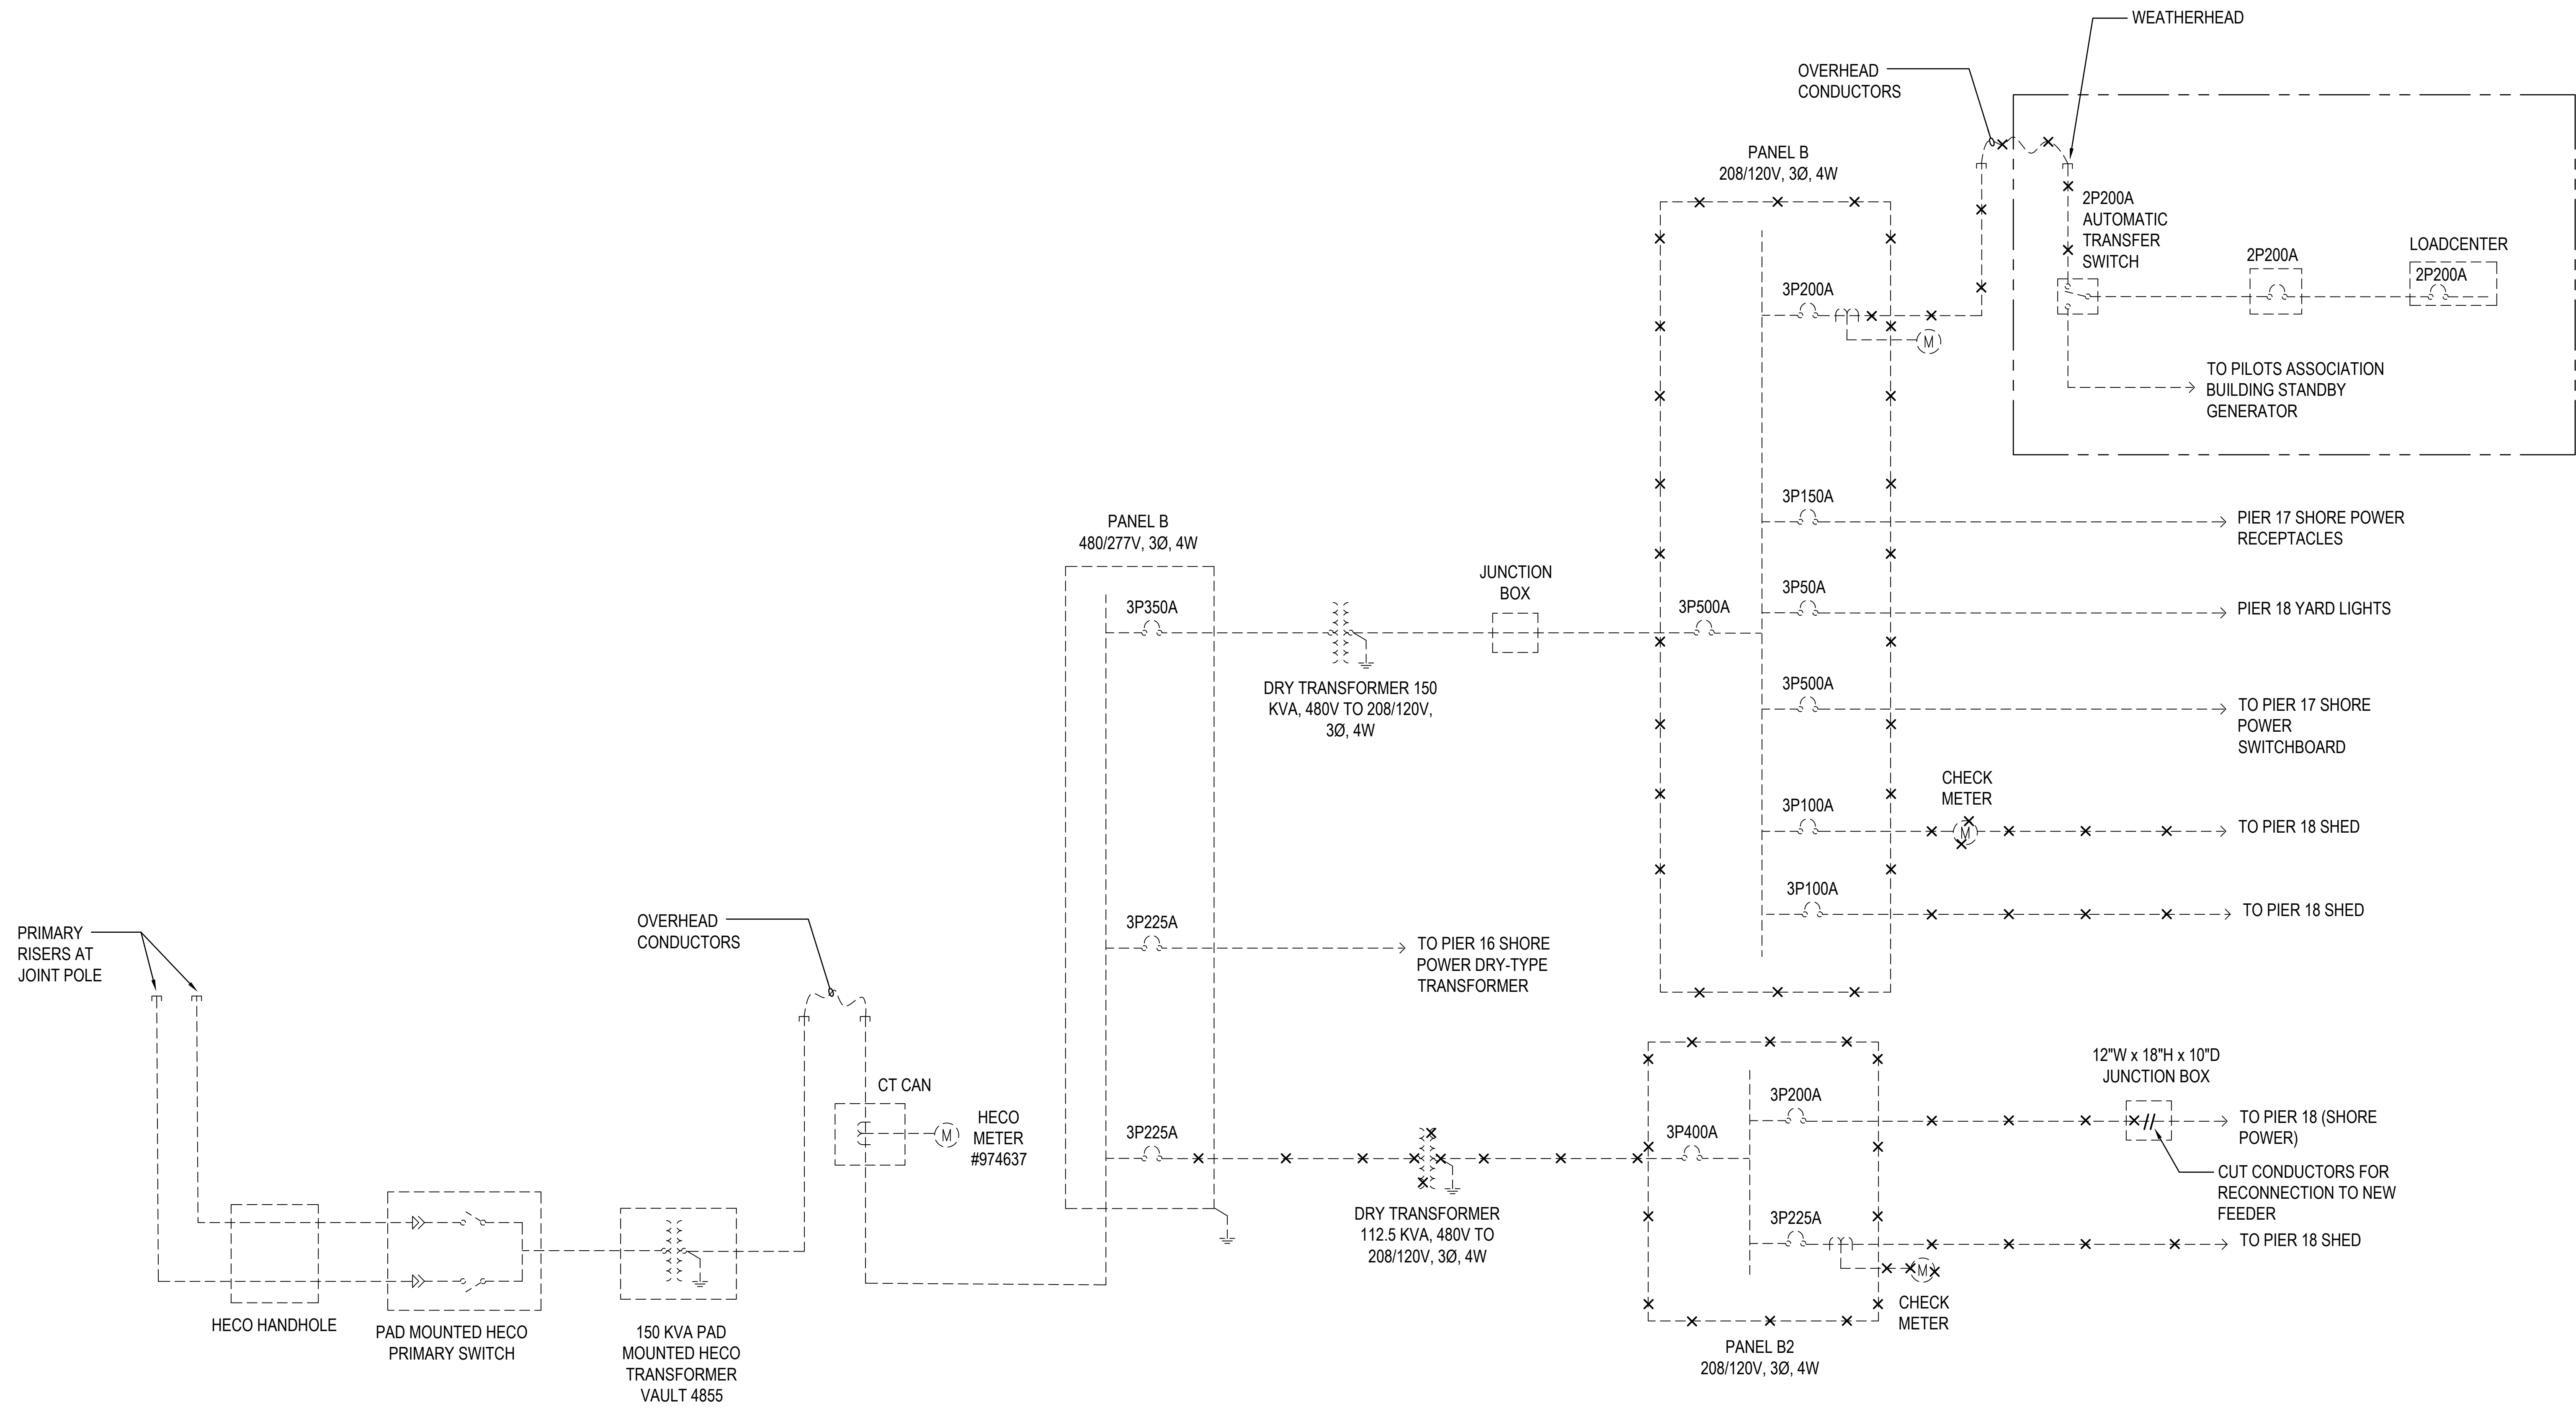 WEATHERHEAD
OVERHEAD
CONDUCTORS
PANEL B
208/120V, 3Ø, 4W
2P200A
AUTOMATIC
TRANSFER
SWITCH
2P200A
LOADCENTER
2P200A
3P200A
M
TO PILOTS ASSOCIATION
BUILDING STANDBY
GENERATOR
3P150A
PIER 17 SHORE POWER
RECEPTACLES
PANEL B
480/277V, 3Ø, 4W
JUNCTION
BOX
3P350A
3P500A
3P50A
PIER 18 YARD LIGHTS
DRY TRANSFORMER 150
KVA, 480V TO 208/120V,
3Ø, 4W
3P500A
TO PIER 17 SHORE
POWER
SWITCHBOARD
CHECK
METER
3P100A
M
TO PIER 18 SHED
3P100A
TO PIER 18 SHED
PRIMARY
RISERS AT
JOINT POLE
OVERHEAD
CONDUCTORS
3P225A
TO PIER 16 SHORE
POWER DRY-TYPE
TRANSFORMER
CT CAN
M
HECO
METER
#974637
3P225A
DRY TRANSFORMER
112.5 KVA, 480V TO
208/120V, 3Ø, 4W
3P400A
3P200A
12"W x 18"H x 10"D
JUNCTION BOX
TO PIER 18 (SHORE
POWER)
CUT CONDUCTORS FOR
RECONNECTION TO NEW
FEEDER
3P225A
TO PIER 18 SHED
M
CHECK
METER
PANEL B2
208/120V, 3Ø, 4W
HECO HANDHOLE
PAD MOUNTED HECO
PRIMARY SWITCH
150 KVA PAD
MOUNTED HECO
TRANSFORMER
VAULT 4855